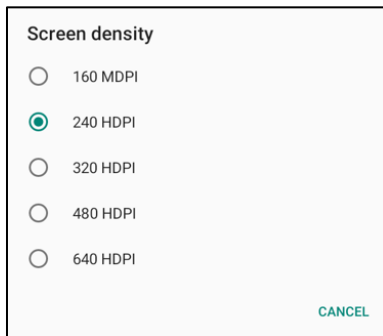 Screen density
160 MDPI
240 HDPI
320 HDPI
480 HDPI
640 HDPI
CANCEL